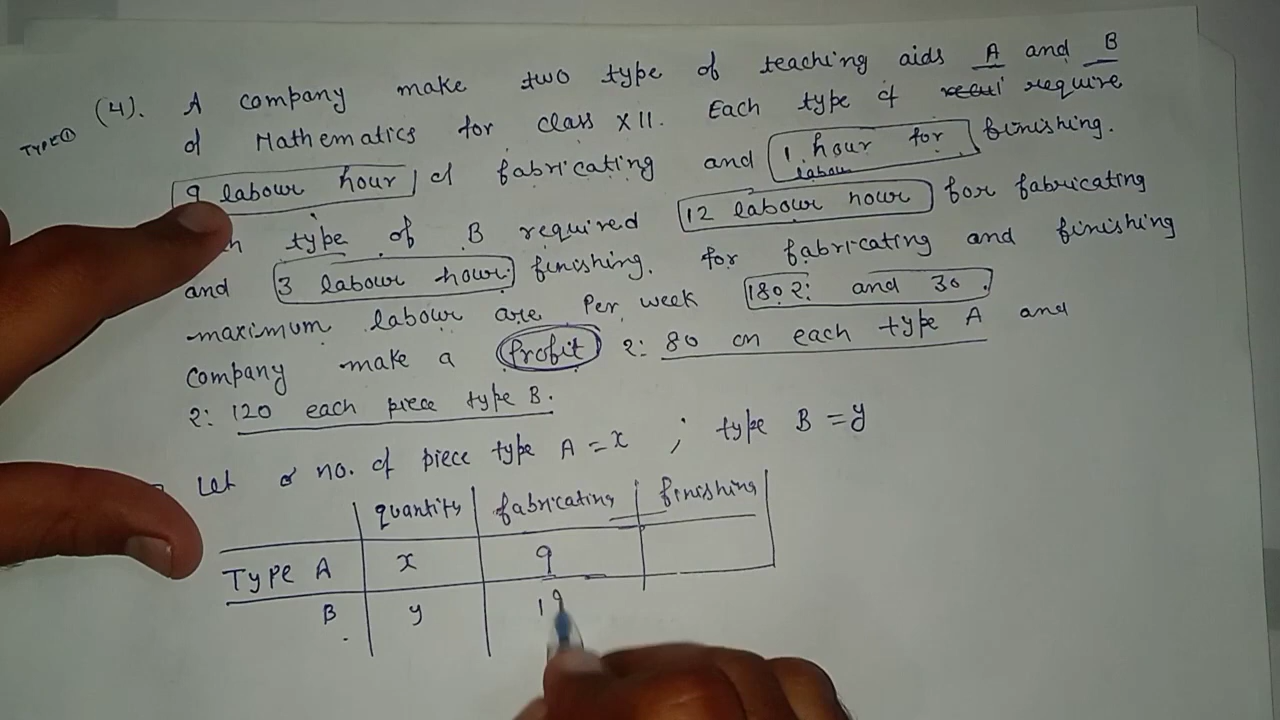 TYPE①
(4). A company make two type of teaching aids A and B
of Mathematics for class XII. Each type of require
9 labour hour of fabricating and 1 hour for finishing.
labour
type of B required 12 labour hour for fabricating
and 3 labour hour finishing. for fabricating and finishing
maximum labour are Per week 180 and 30.
company make a Profit 80 on each type A and
120 each piece type B.
Let no. of piece type A = x ; type B = y
quantity fabricating finishing
Type A x 9
B y